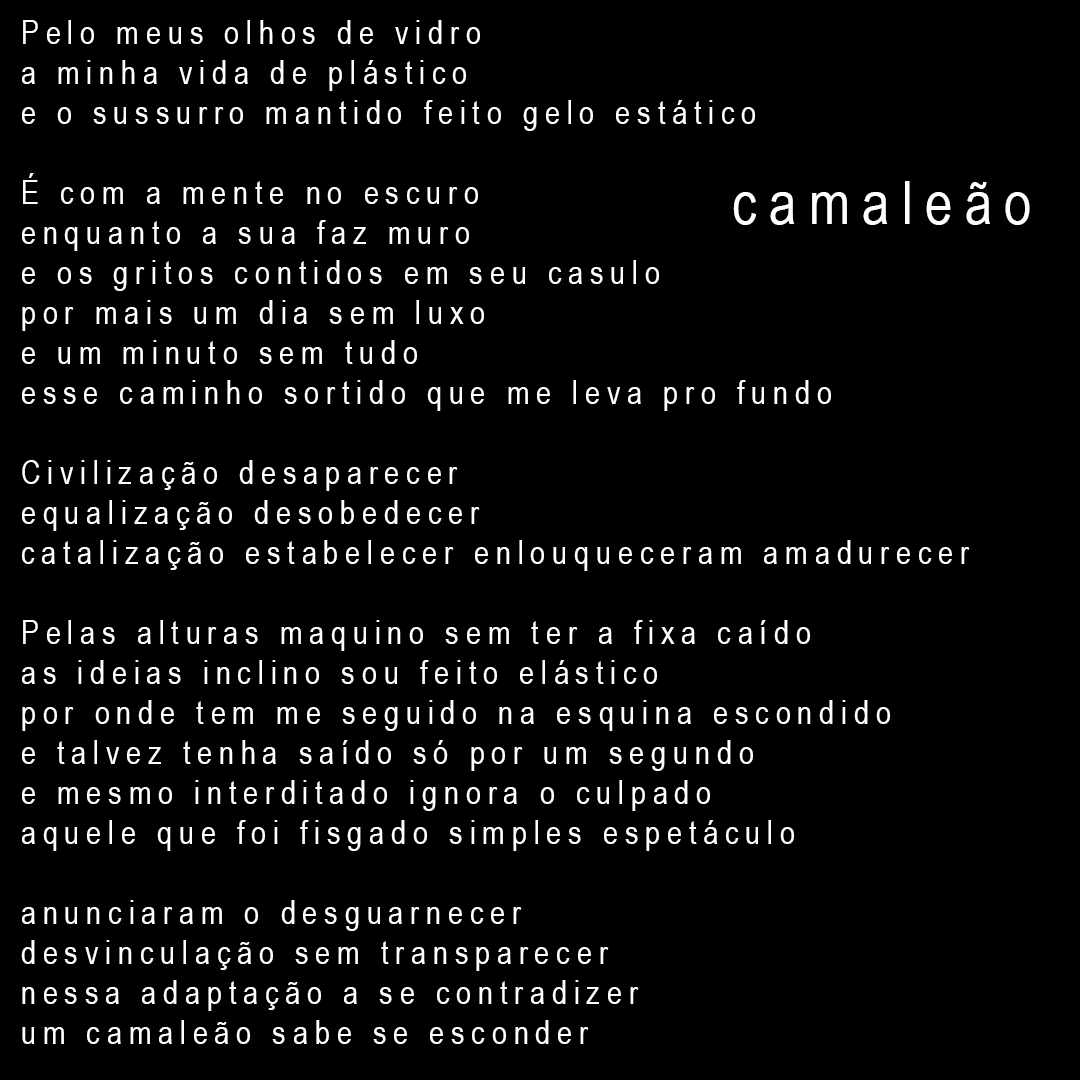 Pelo meus olhos de vidro
a minha vida de plástico
e o sussurro mantido feito gelo estático
camaleão
É com a mente no escuro
enquanto a sua faz muro
e os gritos contidos em seu casulo
por mais um dia sem luxo
e um minuto sem tudo
esse caminho sortido que me leva pro fundo
Civilização desaparecer
equalização desobedecer
catalização estabelecer enlouqueceram amadurecer
Pelas alturas maquino sem ter a fixa caído
as ideias inclino sou feito elástico
por onde tem me seguido na esquina escondido
e talvez tenha saído só por um segundo
e mesmo interditado ignora o culpado
aquele que foi fisgado simples espetáculo
anunciaram o desguarnecer
desvinculação sem transparecer
nessa adaptação a se contradizer
um camaleão sabe se esconder